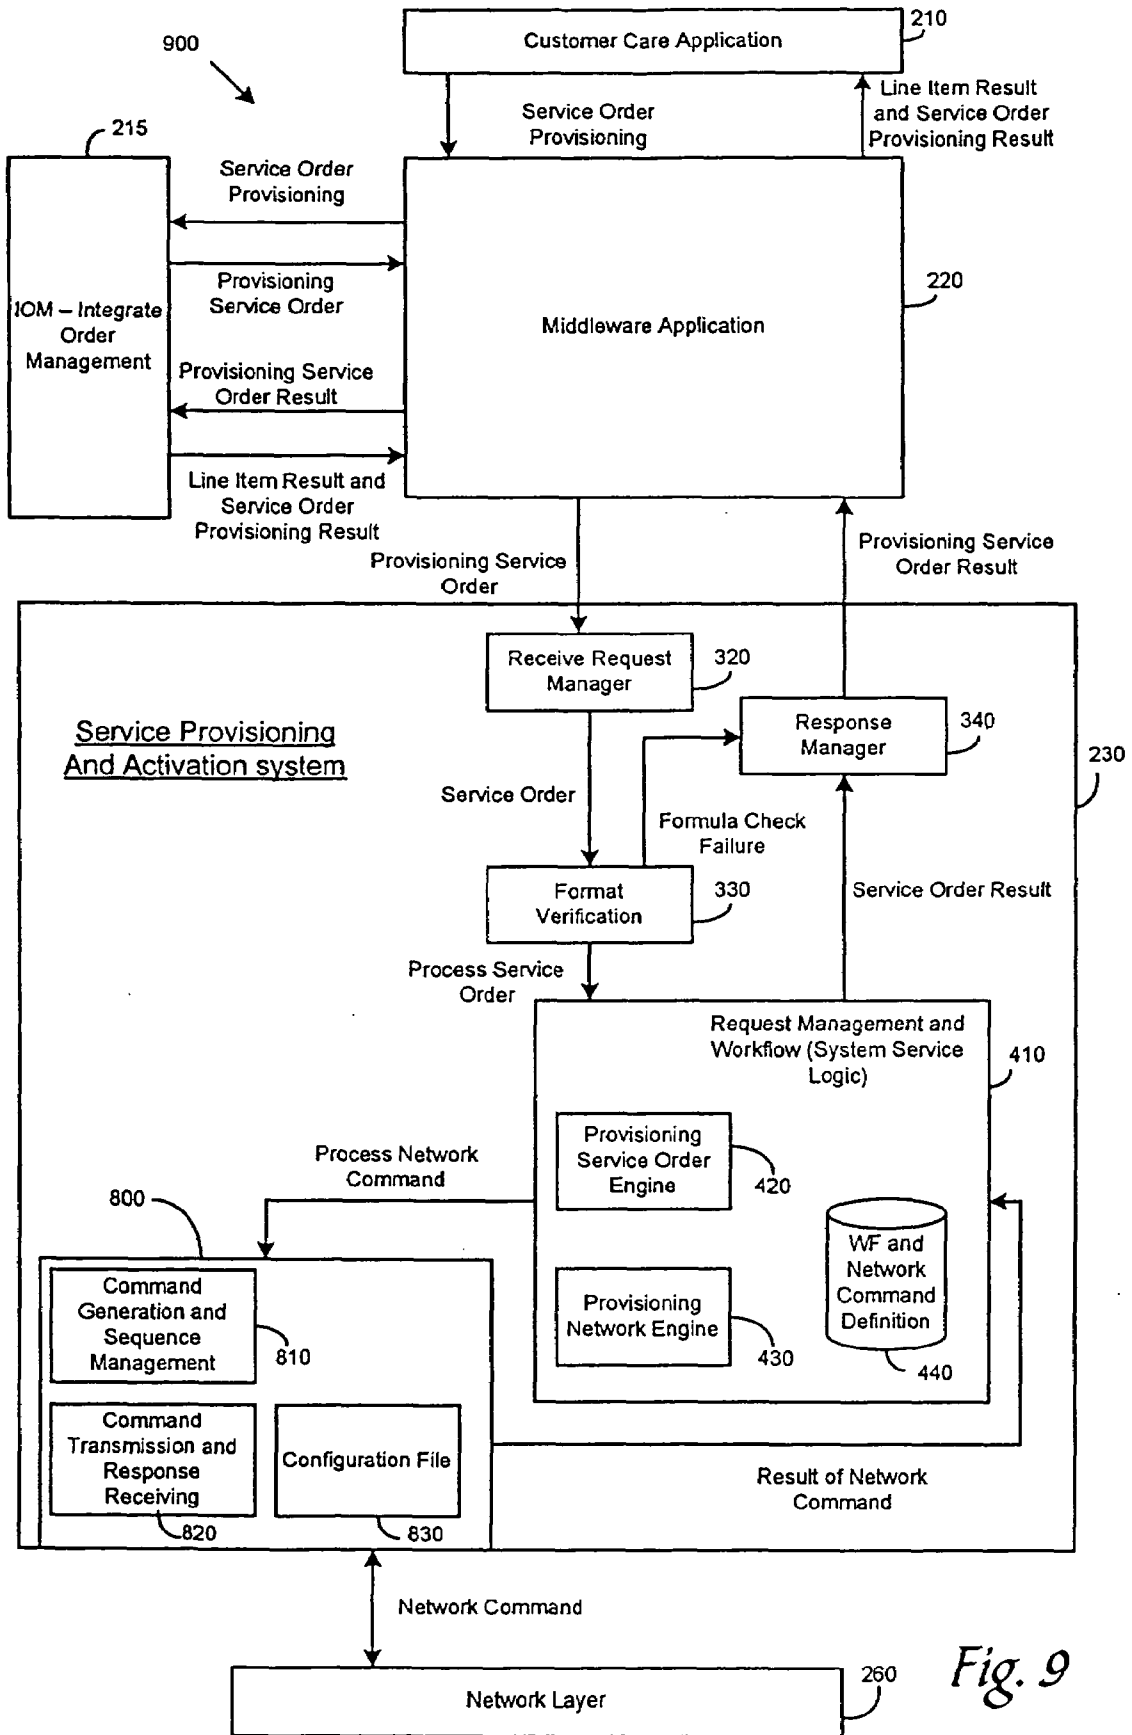 210
Customer Care Application
900
Service Order
Provisioning
Line Item Result
and Service Order
Provisioning Result
215
Service Order
Provisioning
Provisioning
Service Order
220
IOM – Integrate
Order
Management
Middleware Application
Provisioning Service
Order Result
Line Item Result and
Service Order
Provisioning Result
Provisioning Service
Order
Provisioning Service
Order Result
Receive Request
Manager
320
Service Provisioning
And Activation system
Response
Manager
340
230
Service Order
Formula Check
Failure
Format
Verification
330
Service Order Result
Process Service
Order
Request Management and
Workflow (System Service
Logic)
410
Provisioning
Service Order
Engine
420
Process Network
Command
800
WF and
Network
Command
Definition
440
Command
Generation and
Sequence
Management
810
Provisioning
Network Engine
430
Command
Transmission and
Response
Receiving
820
Configuration File
830
Result of Network
Command
Network Command
Fig. 9
260
Network Layer